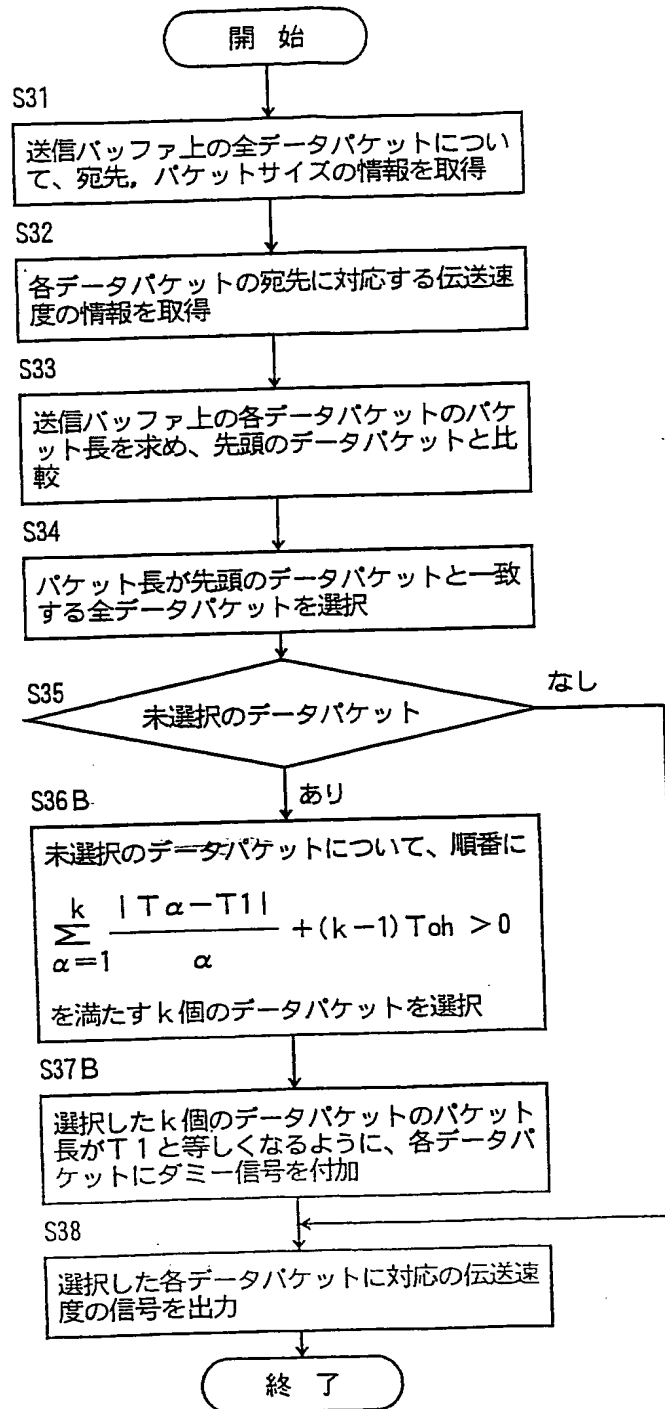 開 始
S31
送信バッファ上の全データパケットについ
て、宛先，パケットサイズの情報を取得
S32
各データパケットの宛先に対応する伝送速
度の情報を取得
S33
送信バッファ上の各データパケットのパケ
ット長を求め、先頭のデータパケットと比
較
S34
パケット長が先頭のデータパケットと一致
する全データパケットを選択
S35
未選択のデータパケット
なし
あり
S36B
未選択のデータパケットについて、順番に
k
Σ |Tα−T1| / α +(k−1)Toh >0
α=1
を満たすk個のデータパケットを選択
S37B
選択したk個のデータパケットのパケット
長がT1と等しくなるように、各データパ
ケットにダミー信号を付加
S38
選択した各データパケットに対応の伝送速
度の信号を出力
終 了